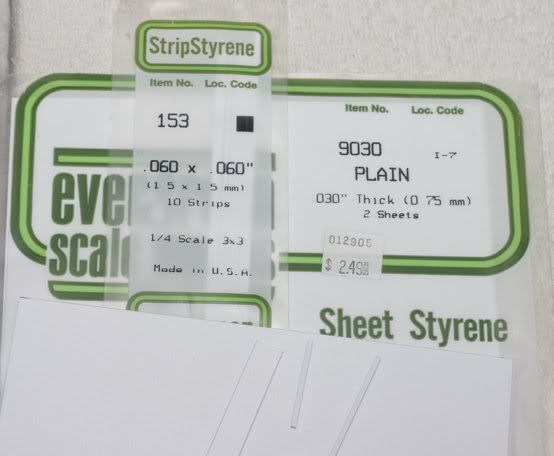 StripStyrene
Item No. Loc. Code
153
.060 x .060"
(1.5 x 1.5 mm)
10 Strips
1/4 Scale 3x3
Made in U.S.A.
Item No. Loc. Code
9030 I-7
PLAIN
.030" Thick (0.75 mm)
2 Sheets
012905
$ 2.49
Sheet Styrene
ever
scale